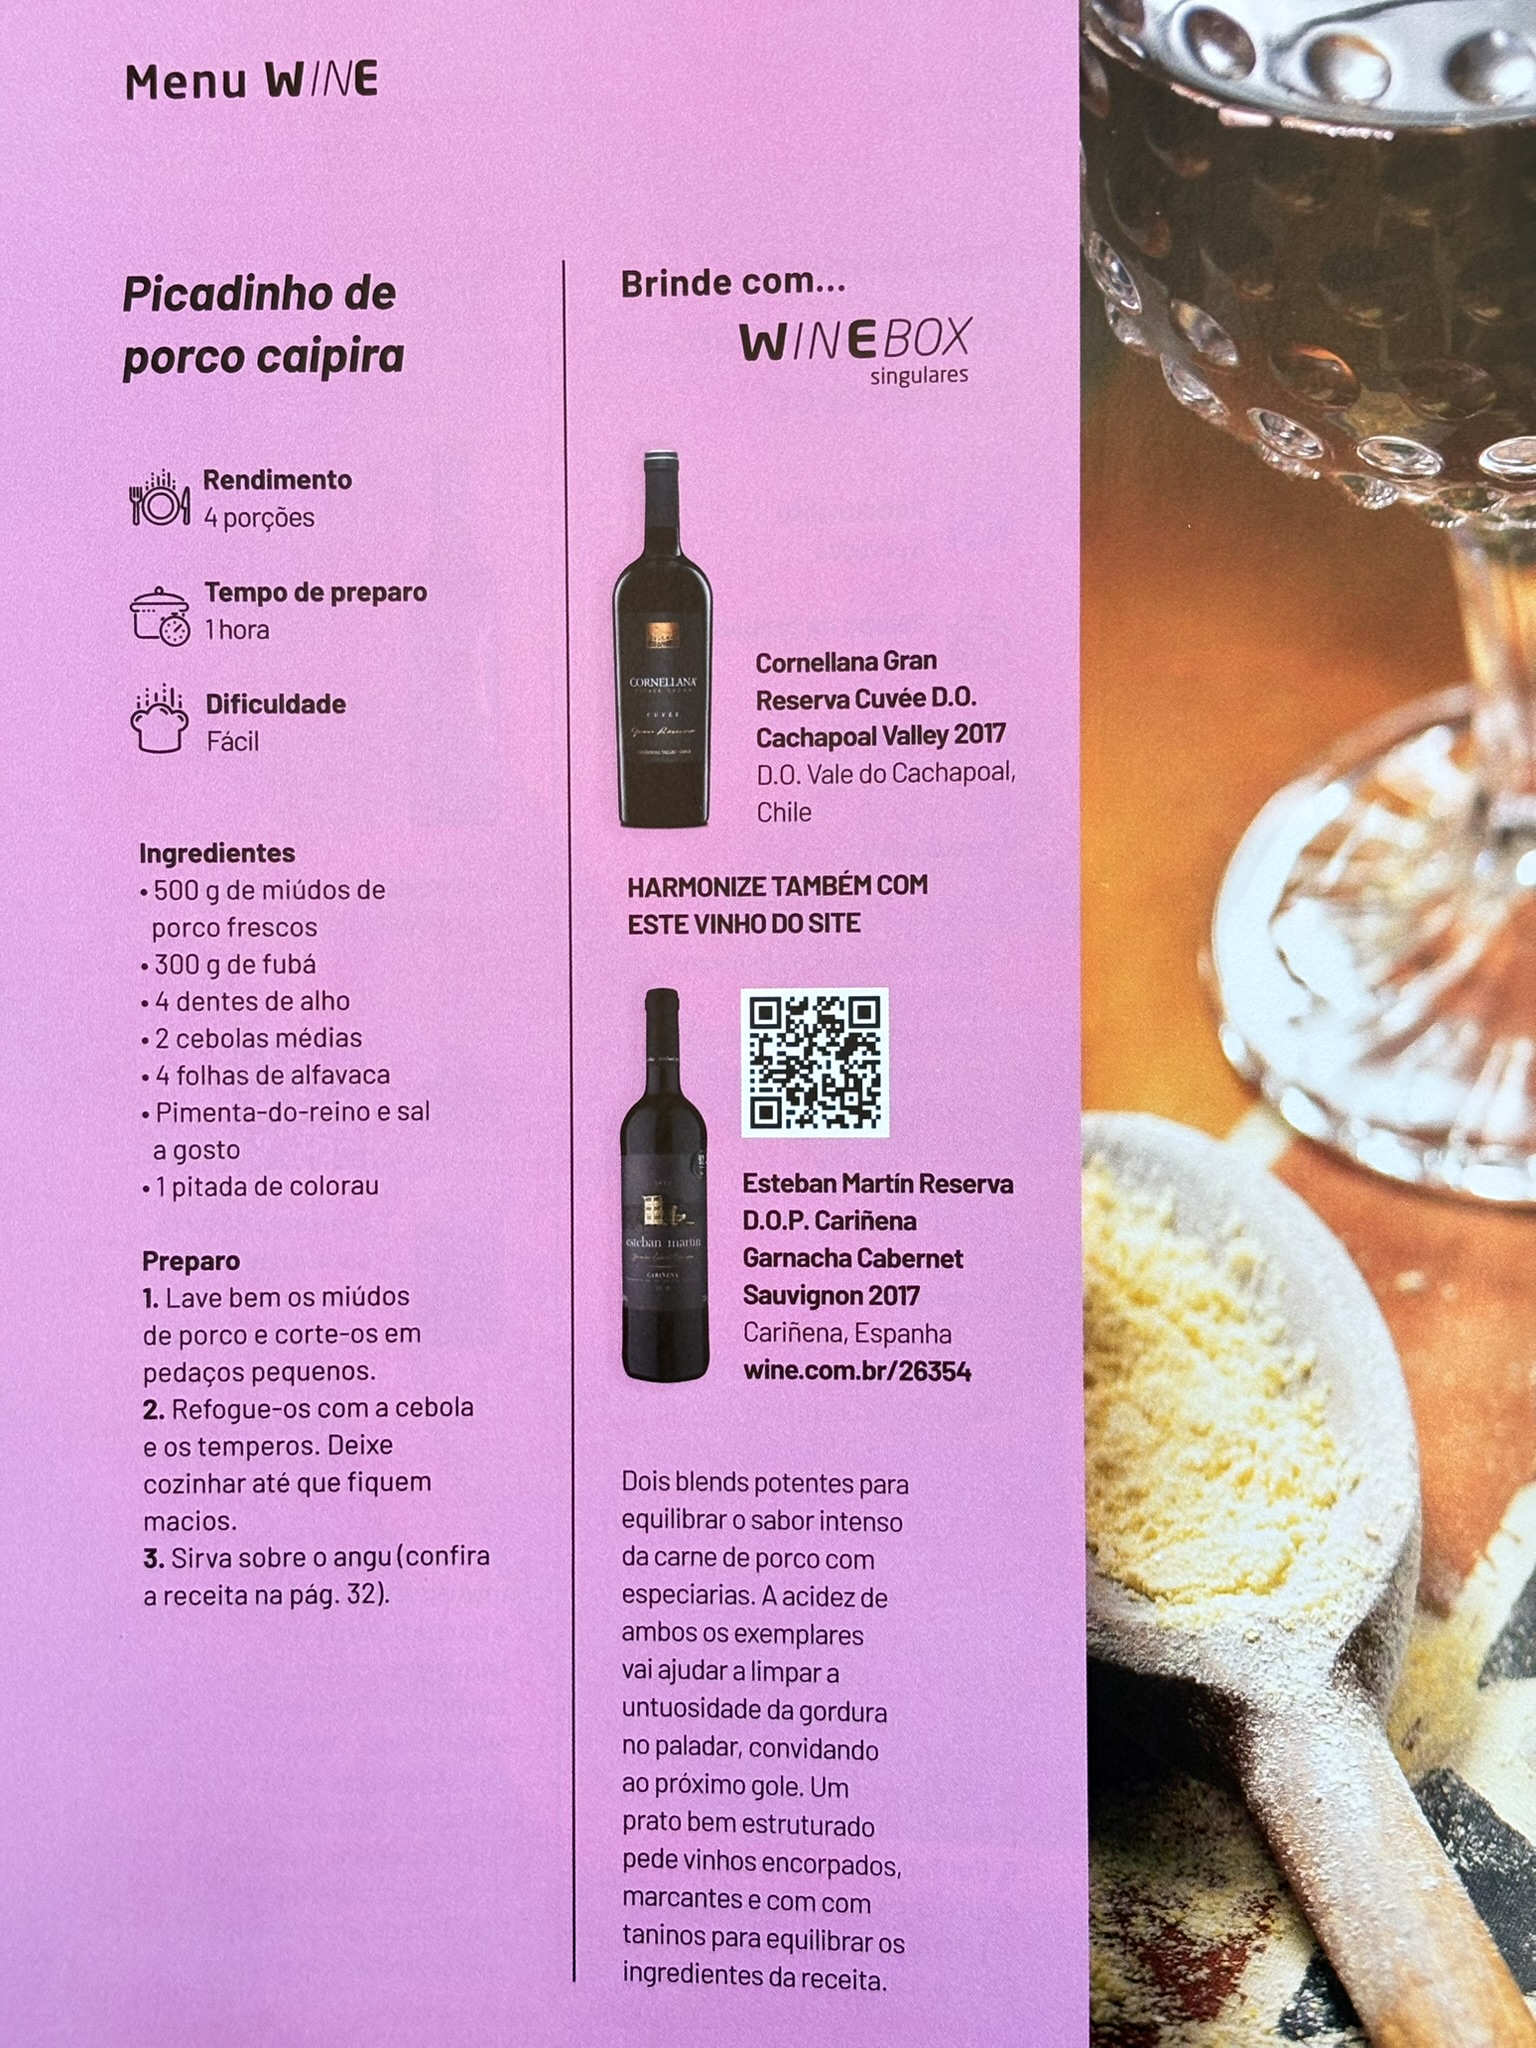 Menu WINE
Picadinho de
porco caipira
Rendimento
4 porções
Tempo de preparo
1 hora
Dificuldade
Fácil
Ingredientes
• 500 g de miúdos de
porco frescos
• 300 g de fubá
• 4 dentes de alho
• 2 cebolas médias
• 4 folhas de alfavaca
• Pimenta-do-reino e sal
a gosto
• 1 pitada de colorau
Preparo
1. Lave bem os miúdos
de porco e corte-os em
pedaços pequenos.
2. Refogue-os com a cebola
e os temperos. Deixe
cozinhar até que fiquem
macios.
3. Sirva sobre o angu (confira
a receita na pág. 32).
Brinde com...
WINEBOX
singulares
CORNELLANA
CUVÉE
Gran Reserva
Cornellana Gran
Reserva Cuvée D.O.
Cachapoal Valley 2017
D.O. Vale do Cachapoal,
Chile
HARMONIZE TAMBÉM COM
ESTE VINHO DO SITE
esteban martín
CARIÑENA
Esteban Martín Reserva
D.O.P. Cariñena
Garnacha Cabernet
Sauvignon 2017
Cariñena, Espanha
wine.com.br/26354
Dois blends potentes para
equilibrar o sabor intenso
da carne de porco com
especiarias. A acidez de
ambos os exemplares
vai ajudar a limpar a
untuosidade da gordura
no paladar, convidando
ao próximo gole. Um
prato bem estruturado
pede vinhos encorpados,
marcantes e com com
taninos para equilibrar os
ingredientes da receita.